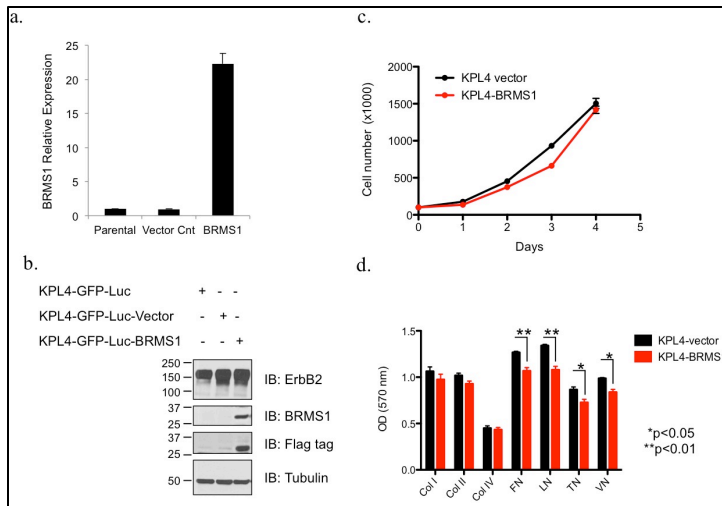 a.
BRMS1 Relative Expression
25
20
15
10
5
0
Parental Vector Cnt BRMS1
b.
KPL4-GFP-Luc + - -
KPL4-GFP-Luc-Vector - + -
KPL4-GFP-Luc-BRMS1 - - +
250
150
100
IB: ErbB2
37
25
IB: BRMS1
37
25
IB: Flag tag
50
IB: Tubulin
c.
KPL4 vector
KPL4-BRMS1
Cell number (x1000)
2000
1500
1000
500
0
0 1 2 3 4 5
Days
d.
KPL4-vector
KPL4-BRMS1
OD (570 nm)
1.5
1.0
0.5
0.0
** ** * *
Col I Col II Col IV FN LN TN VN
*p<0.05
**p<0.01